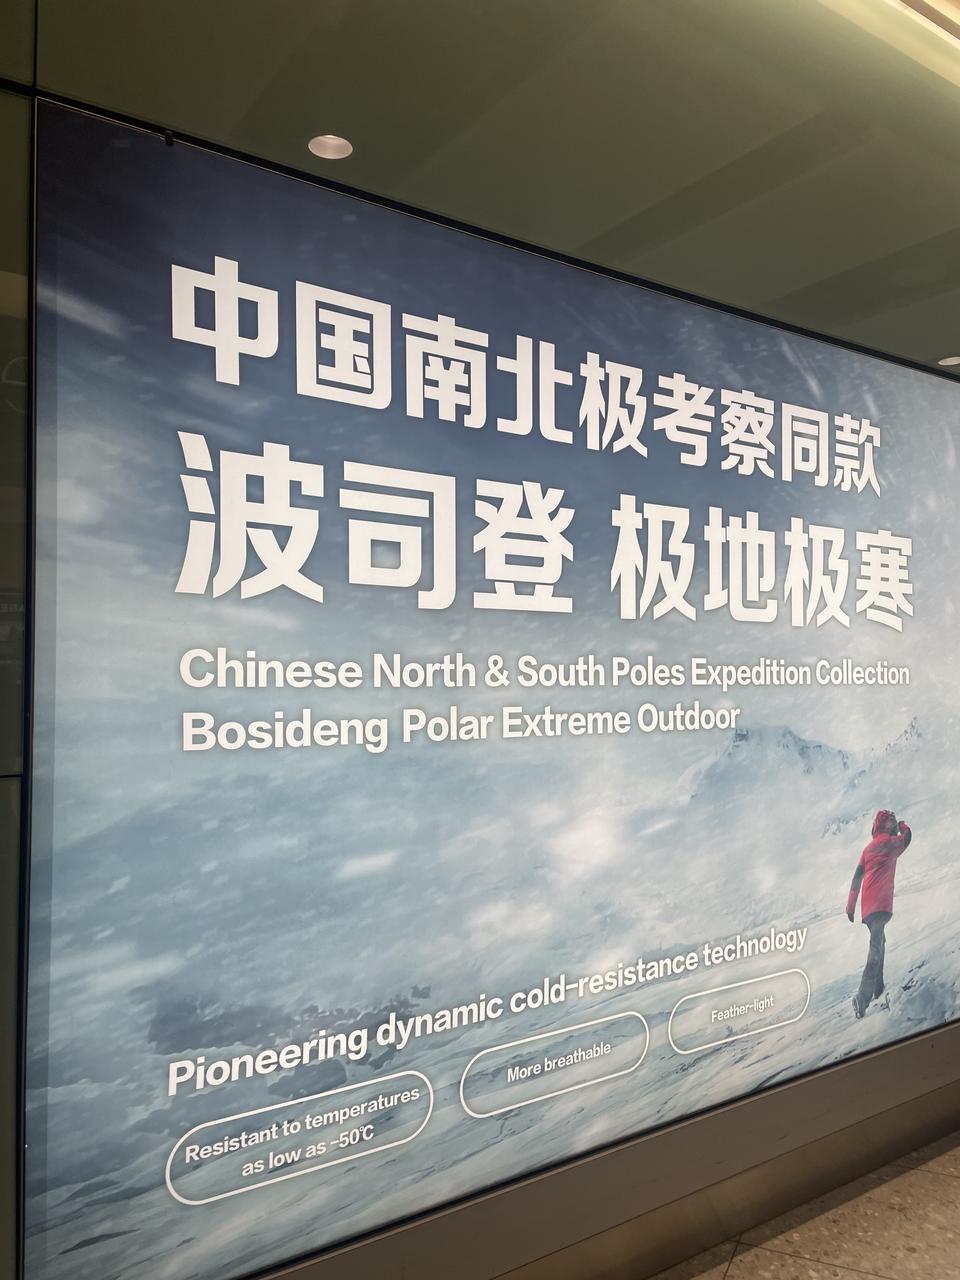 中国南北极考察同款
波司登 极地极寒
Chinese North & South Poles Expedition Collection
Bosideng Polar Extreme Outdoor
Pioneering dynamic cold-resistance technology
Resistant to temperatures
as low as -50℃
More breathable
Feather-light